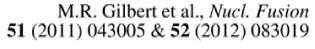 M.R. Gilbert et al., Nucl. Fusion
51 (2011) 043005 & 52 (2012) 083019